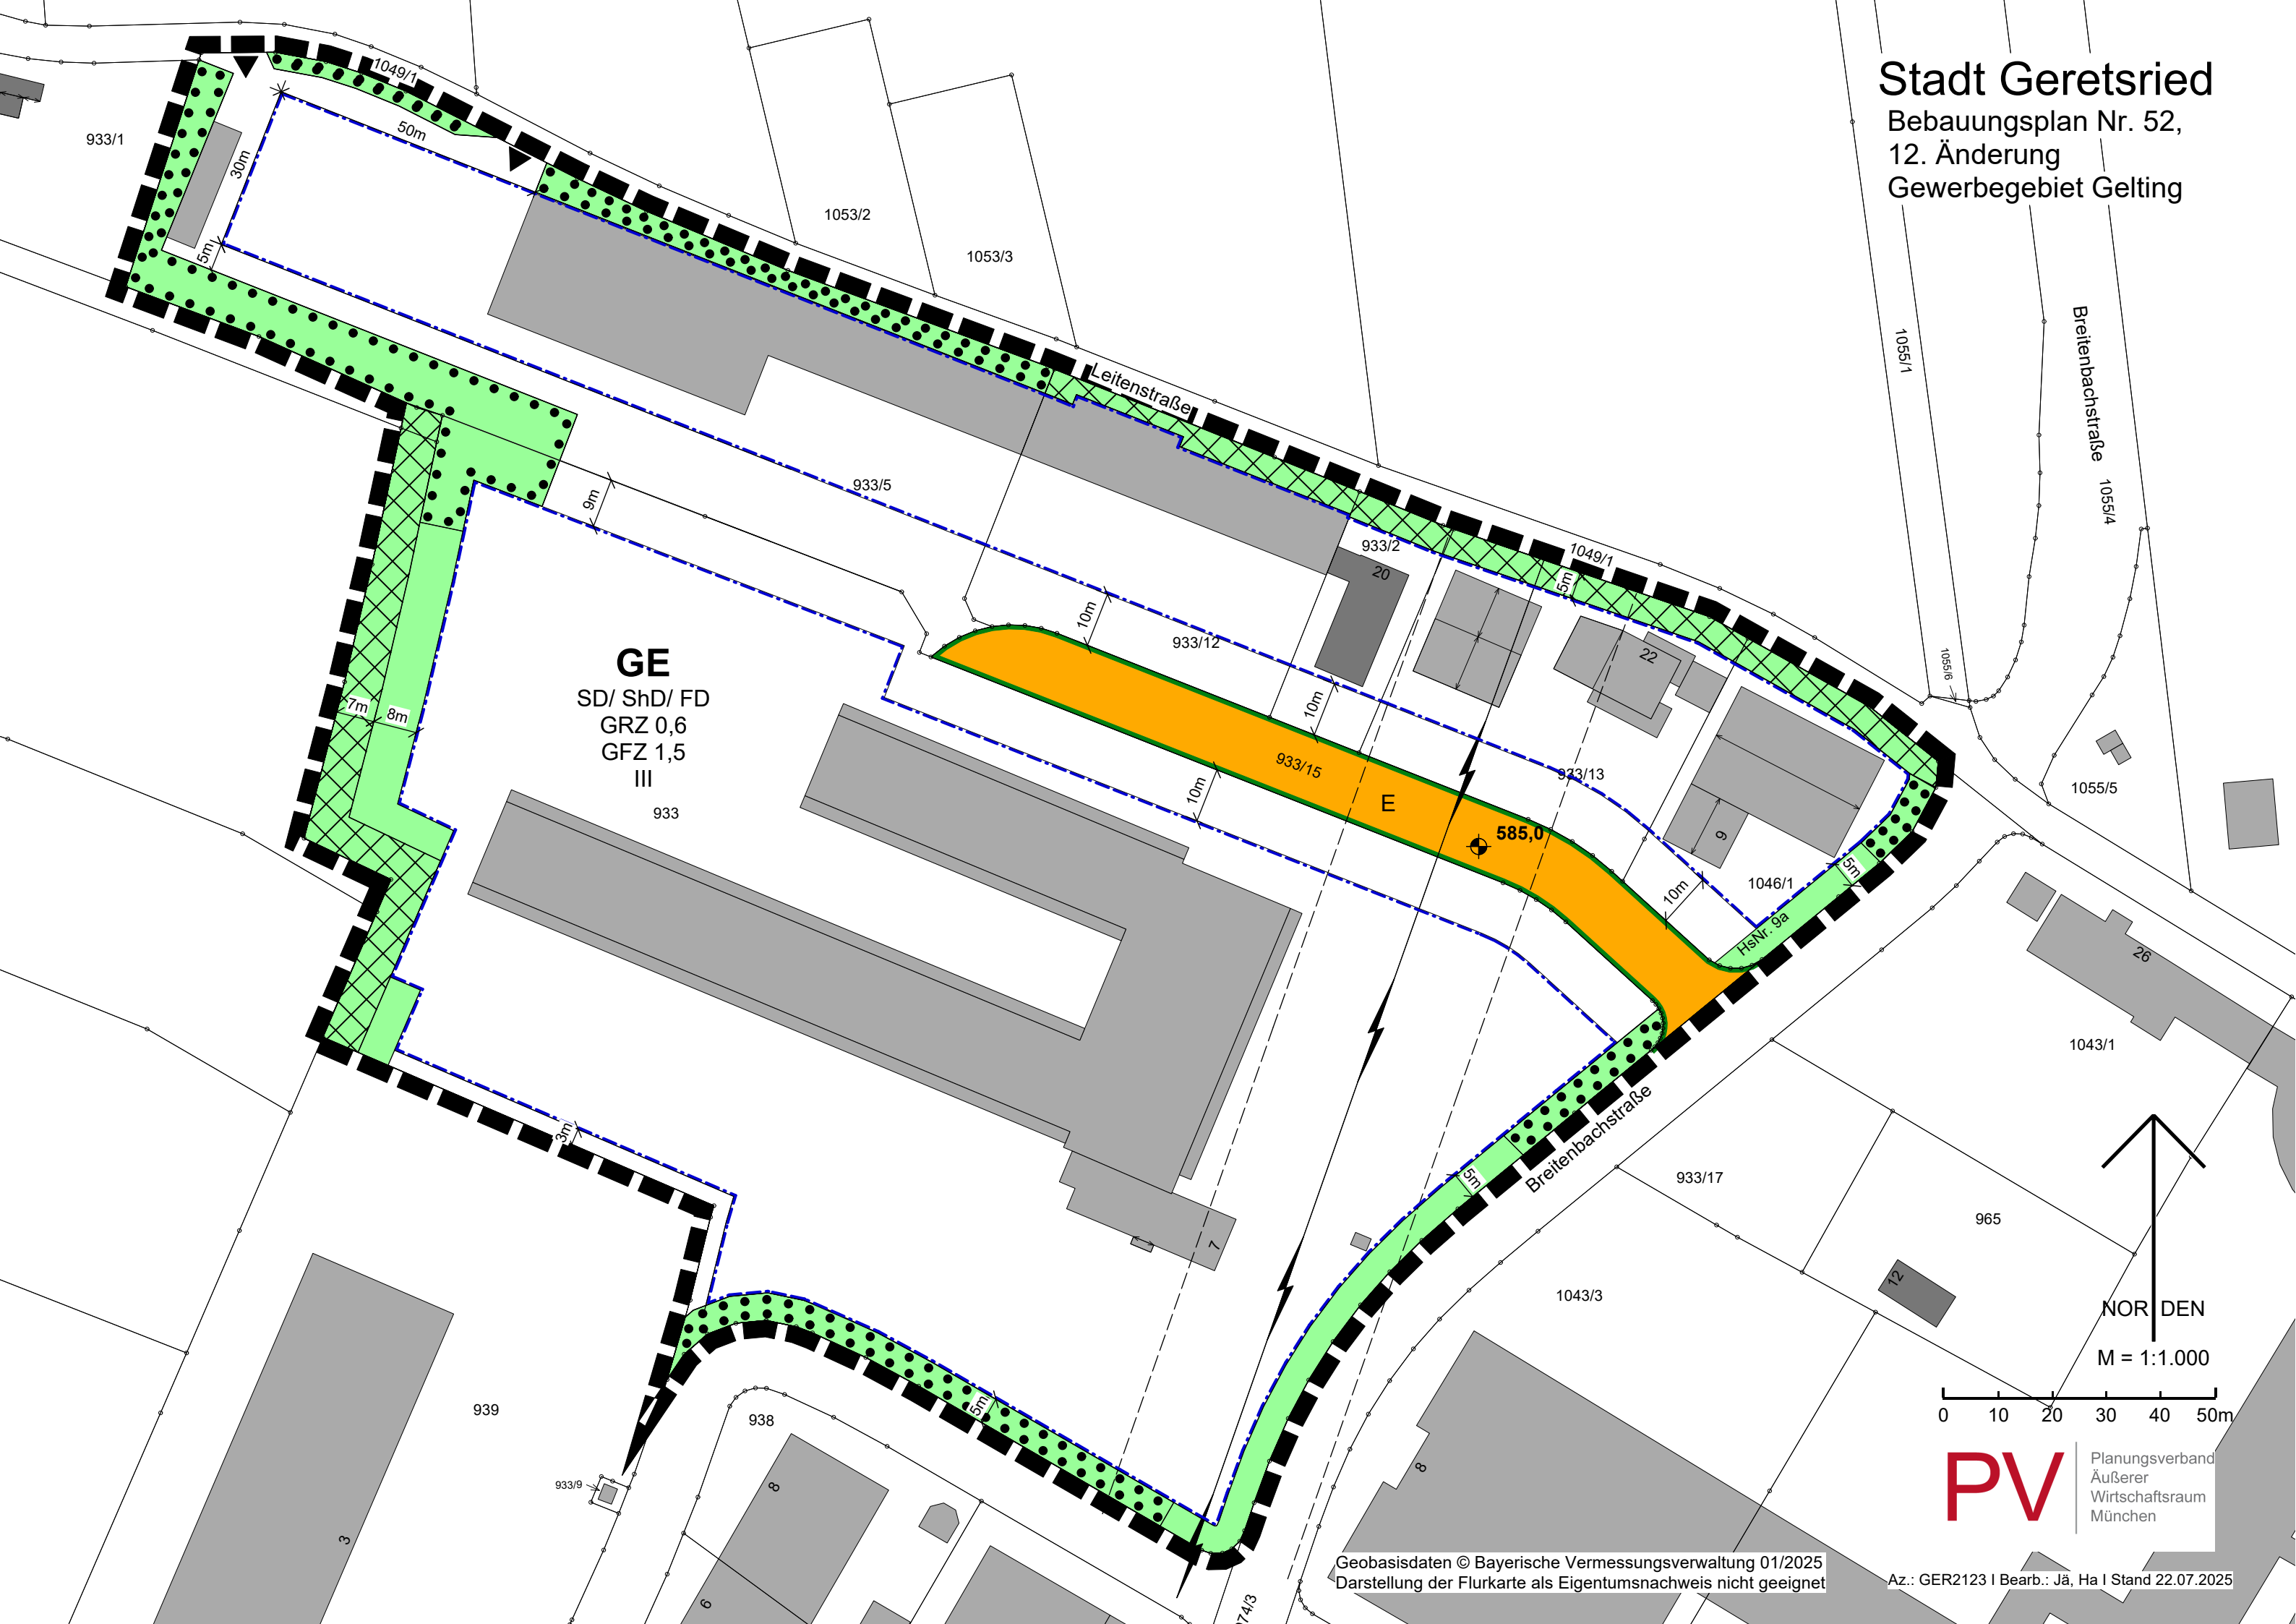 Stadt Geretsried
Bebauungsplan Nr. 52,
12. Änderung
Gewerbegebiet Gelting
1049/1
933/1
50m
30m
5m
1053/2
1053/3
Leitenstraße
1055/1
Breitenbachstraße
1055/4
933/5
9m
933/2
20
1049/1
5m
10m
933/12
22
1055/6
GE
SD/ ShD/ FD
GRZ 0,6
GFZ 1,5
III
933
7m
8m
10m
933/15
933/13
E
585,0
10m
9
1055/5
10m
1046/1
5m
HsNr. 9a
26
1043/1
3m
Breitenbachstraße
5m
933/17
965
7
12
1043/3
NOR DEN
M = 1:1.000
0 10 20 30 40 50m
939
938
5m
933/9
8
8
3
6
PV
Planungsverband
Äußerer
Wirtschaftsraum
München
Geobasisdaten © Bayerische Vermessungsverwaltung 01/2025
Darstellung der Flurkarte als Eigentumsnachweis nicht geeignet
Az.: GER2123 I Bearb.: Jä, Ha I Stand 22.07.2025
74/3